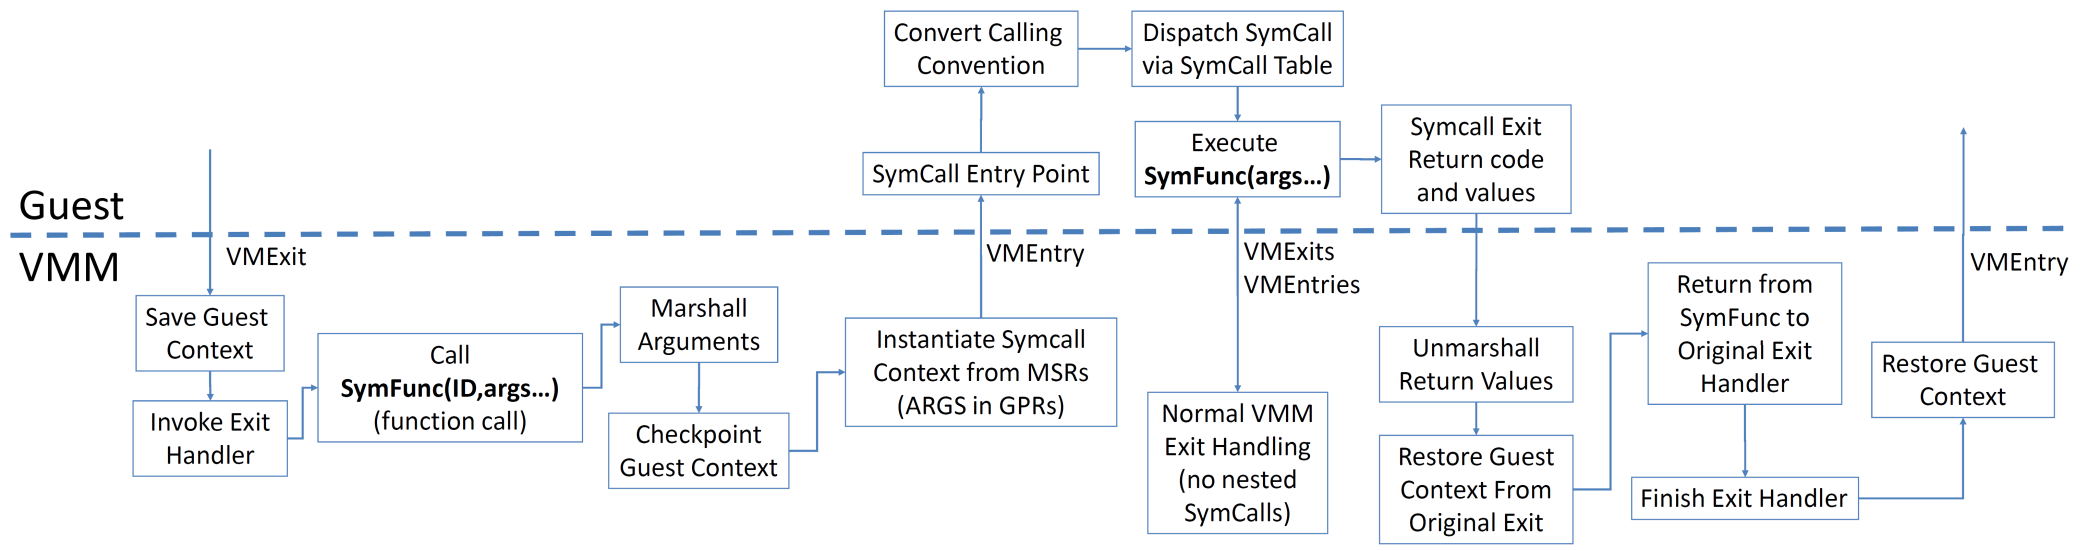 Guest
VMM
VMExit
Save Guest
Context
Invoke Exit
Handler
Call
SymFunc(ID,args...)
(function call)
Marshall
Arguments
Checkpoint
Guest Context
Instantiate Symcall
Context from MSRs
(ARGS in GPRs)
VMEntry
SymCall Entry Point
Convert Calling
Convention
Dispatch SymCall
via SymCall Table
Execute
SymFunc(args...)
VMExits
VMEntries
Normal VMM
Exit Handling
(no nested
SymCalls)
Symcall Exit
Return code
and values
Unmarshall
Return Values
Restore Guest
Context From
Original Exit
Return from
SymFunc to
Original Exit
Handler
Finish Exit Handler
Restore Guest
Context
VMEntry